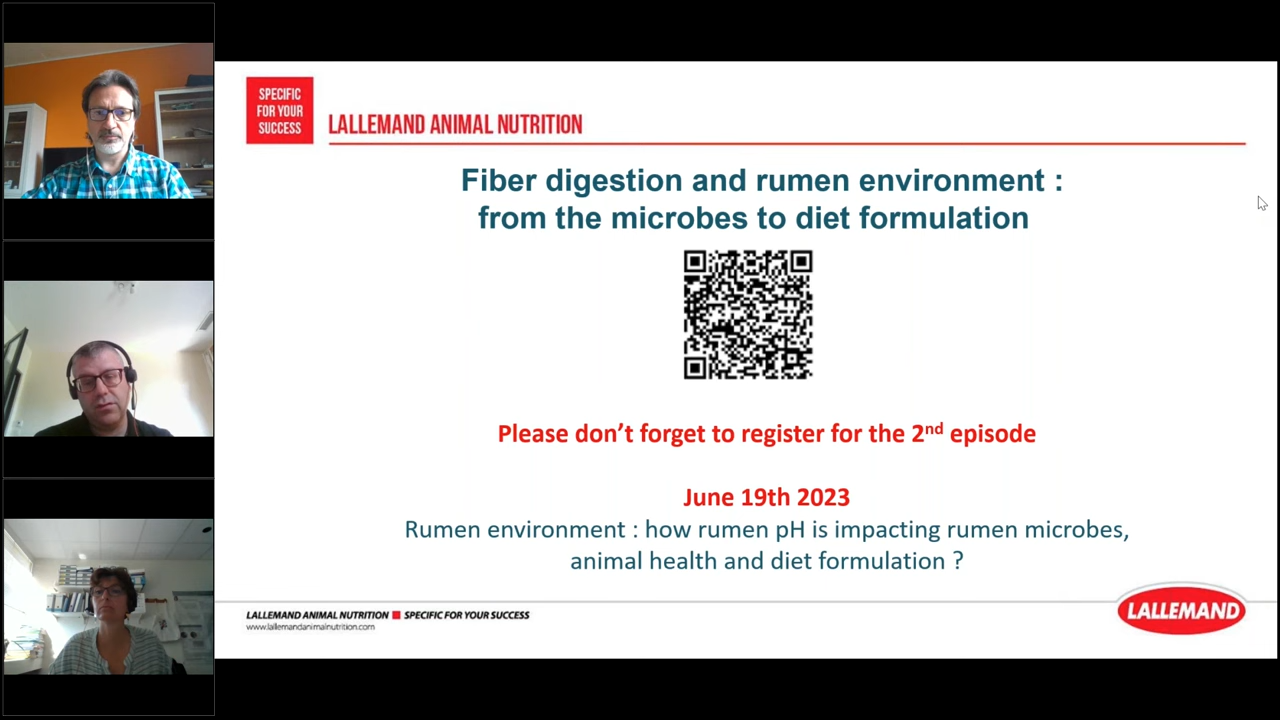 SPECIFIC
FOR YOUR
SUCCESS
LALLEMAND ANIMAL NUTRITION
Fiber digestion and rumen environment :
from the microbes to diet formulation
Please don’t forget to register for the 2nd episode
June 19th 2023
Rumen environment : how rumen pH is impacting rumen microbes,
animal health and diet formulation ?
LALLEMAND ANIMAL NUTRITION SPECIFIC FOR YOUR SUCCESS
www.lallemandanimalnutrition.com
LALLEMAND